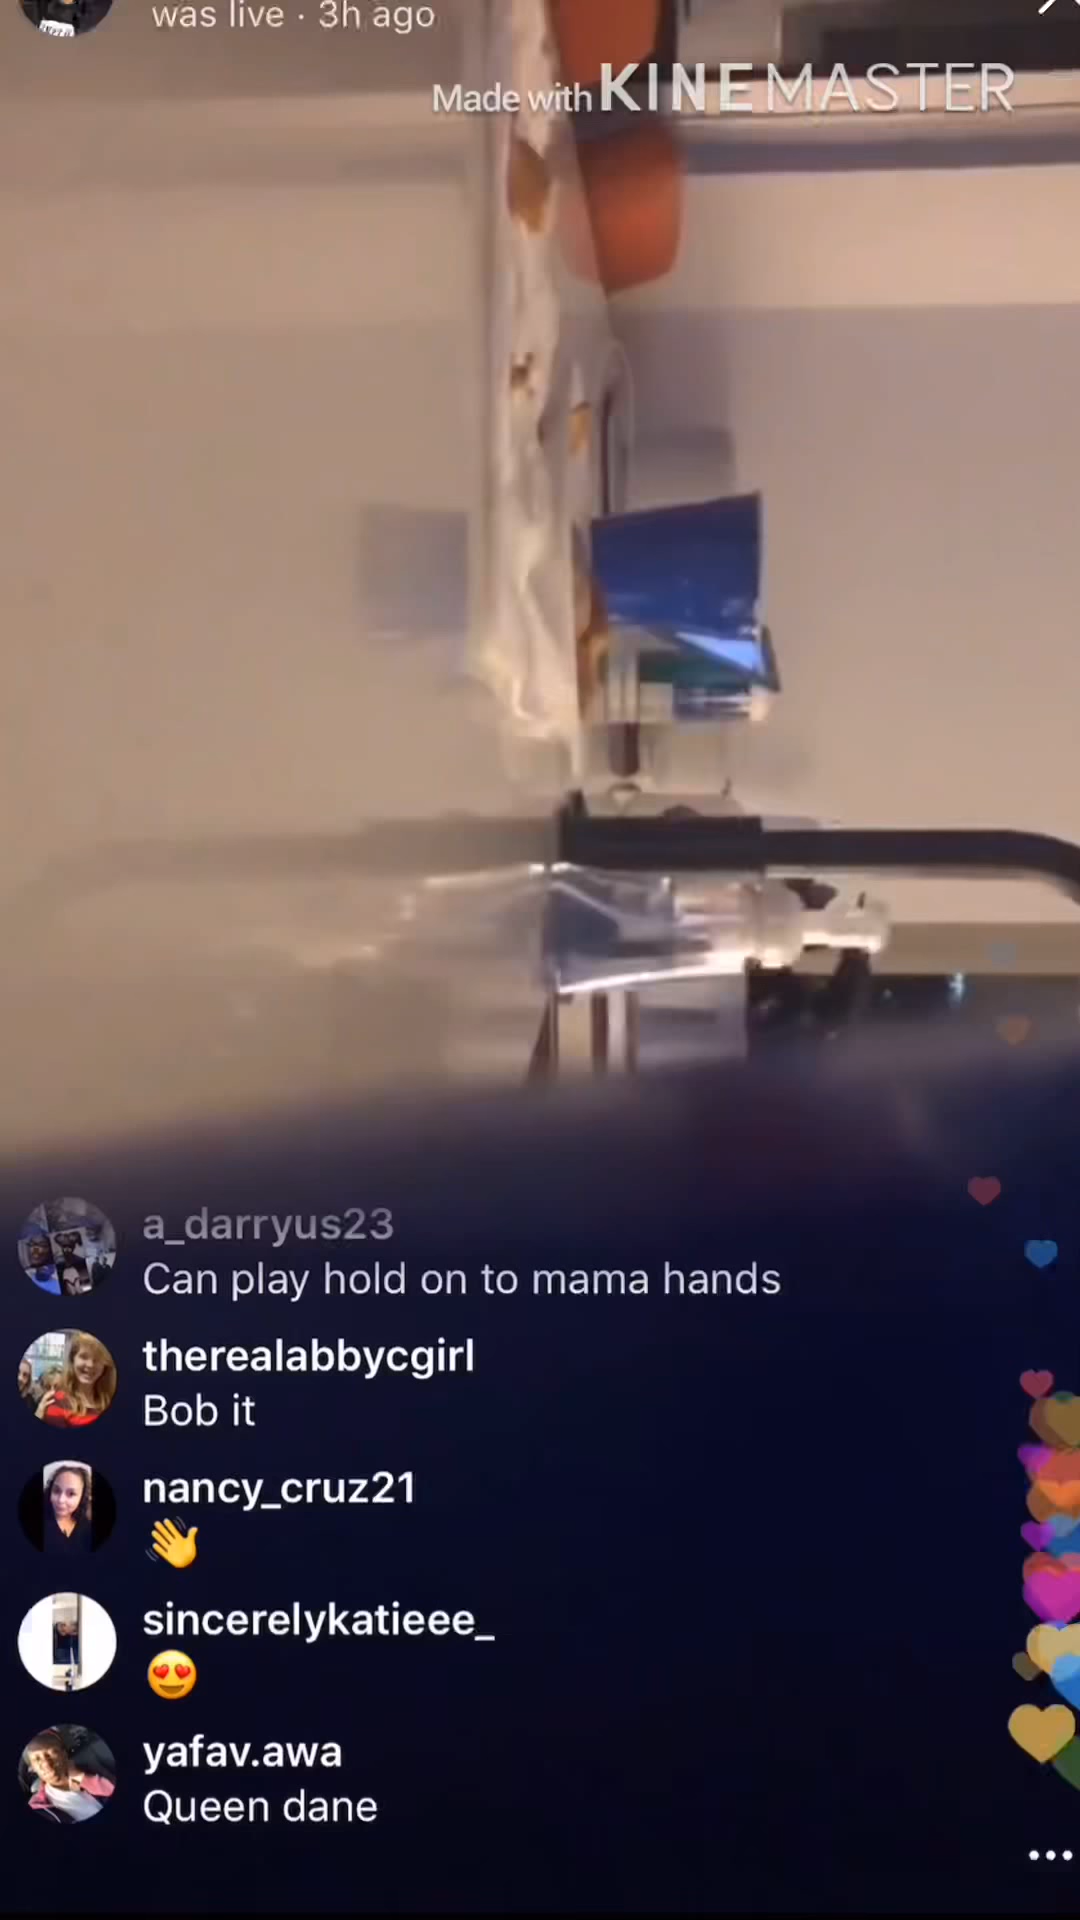 was live · 3h ago
Made with KINEMASTER
a_darryus23
Can play hold on to mama hands
therealabbycgirl
Bob it
nancy_cruz21
👋
sincerelykatieee_
😍
yafav.awa
Queen dane